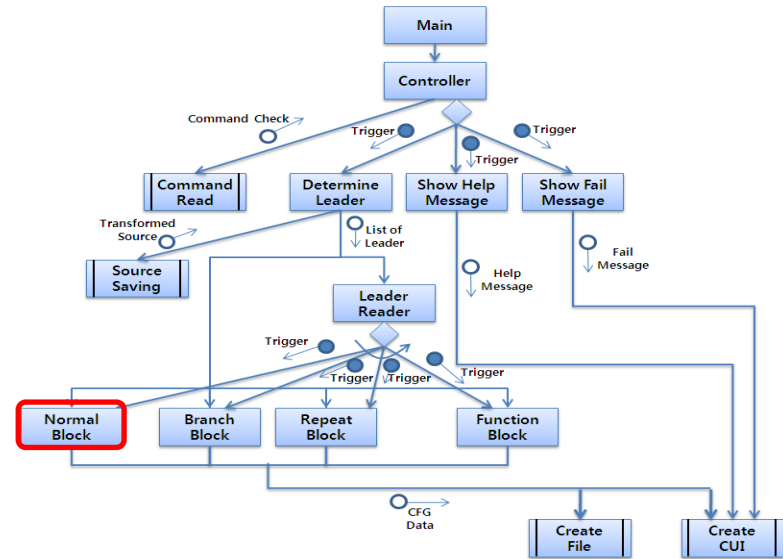 Main
Controller
Command Check
Trigger
Trigger
Trigger
Command
Read
Determine
Leader
Show Help
Message
Show Fail
Message
Transformed
Source
List of
Leader
Source
Saving
Help
Message
Fail
Message
Leader
Reader
Trigger
Trigger
Trigger
Trigger
Normal
Block
Branch
Block
Repeat
Block
Function
Block
CFG
Data
Create
File
Create
CUI